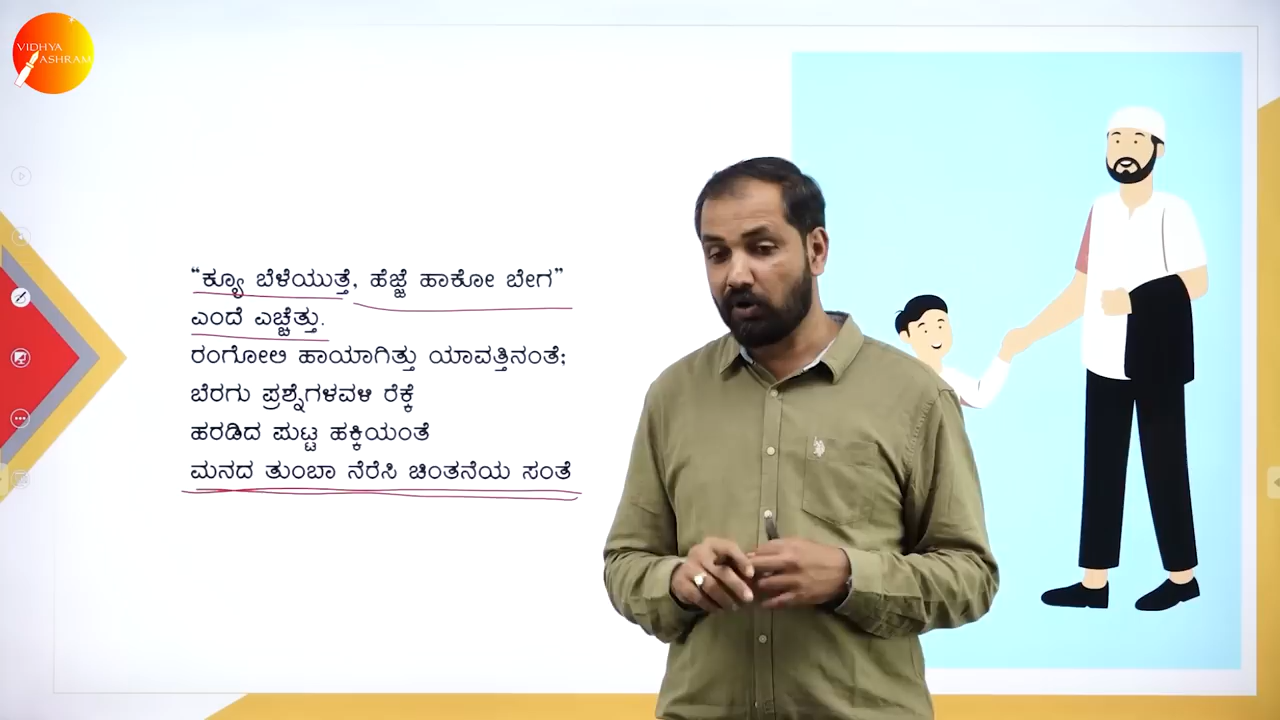 VIDHYA
ASHRAM
“ಕ್ಯೂ ಬೆಳೆಯುತ್ತೆ, ಹೆಜ್ಜೆ ಹಾಕೋ ಬೇಗ”
ಎಂದೆ ಎಚ್ಚೆತ್ತು.
ರಂಗೋಲಿ ಹಾಯಾಗಿತ್ತು ಯಾವತ್ತಿನಂತೆ;
ಬೆರಗು ಪ್ರಶ್ನೆಗಳವಳಿ ರೆಕ್ಕೆ
ಹರಡಿದ ಪುಟ್ಟ ಹಕ್ಕಿಯಂತೆ
ಮನದ ತುಂಬಾ ನೆರೆಸಿ ಚಿಂತನೆಯ ಸಂತೆ